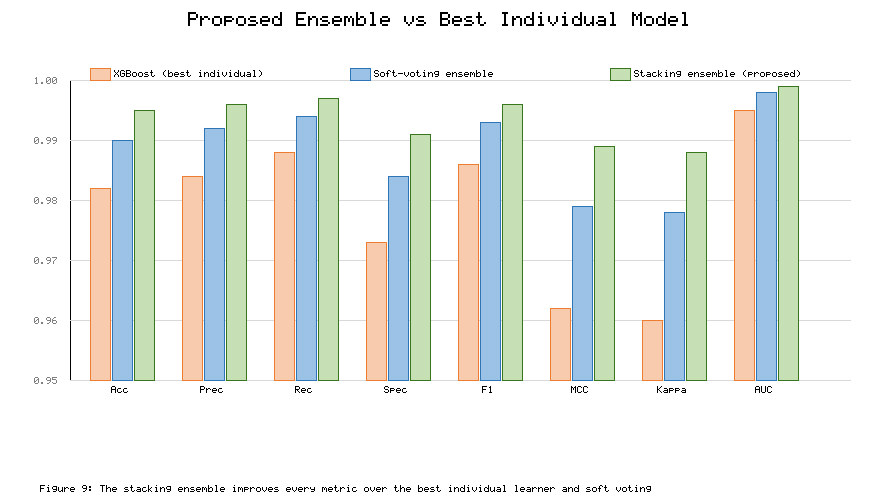 Proposed Ensemble vs Best Individual Model
XGBoost (best individual) Soft-voting ensemble Stacking ensemble (proposed)
1.00
0.99
0.98
0.97
0.96
0.95
Acc Prec Rec Spec F1 MCC Kappa AUC
Figure 9: The stacking ensemble improves every metric over the best individual learner and soft voting